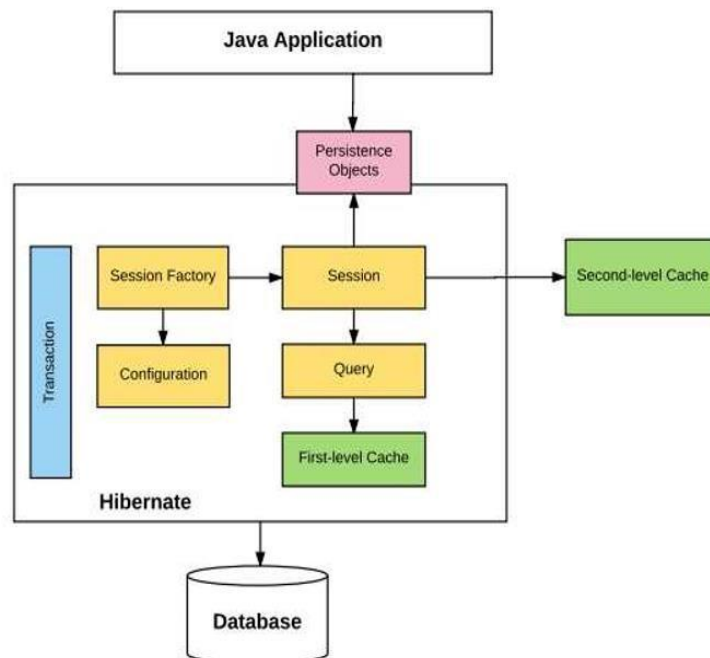 Java Application
Persistence
Objects
Session Factory
Session
Second-level Cache
Transaction
Configuration
Query
First-level Cache
Hibernate
Database